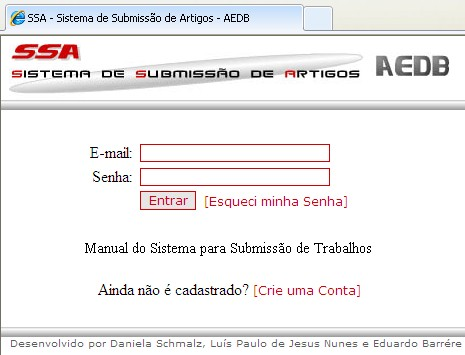 SSA - Sistema de Submissão de Artigos - AEDB
SSA
SISTEMA DE SUBMISSÃO DE ARTIGOS AEDB
E-mail:
Senha:
Entrar [Esqueci minha Senha]
Manual do Sistema para Submissão de Trabalhos
Ainda não é cadastrado? [Crie uma Conta]
Desenvolvido por Daniela Schmalz, Luís Paulo de Jesus Nunes e Eduardo Barrére